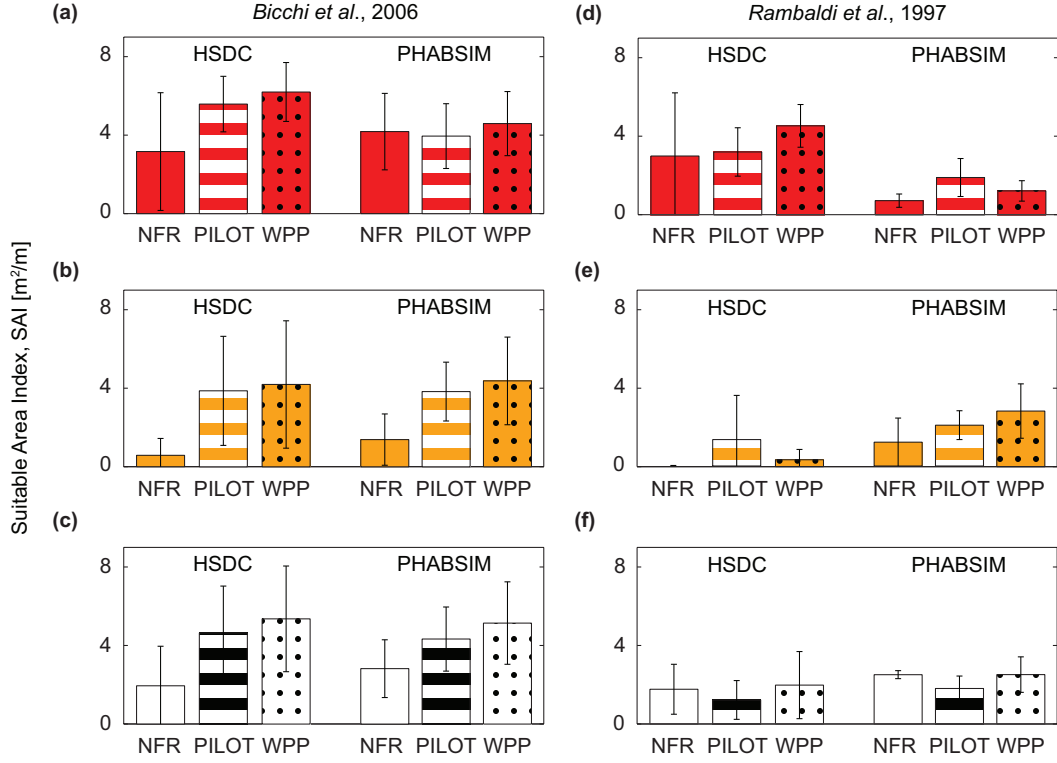 (a)
Bicchi et al., 2006
(d)
Rambaldi et al., 1997
Suitable Area Index, SAI [m²/m]
8
HSDC
PHABSIM
4
0
NFR PILOT WPP
NFR PILOT WPP
8
HSDC
PHABSIM
4
0
NFR PILOT WPP
NFR PILOT WPP
(b)
8
HSDC
PHABSIM
4
0
NFR PILOT WPP
NFR PILOT WPP
(e)
8
HSDC
PHABSIM
4
0
NFR PILOT WPP
NFR PILOT WPP
(c)
8
HSDC
PHABSIM
4
0
NFR PILOT WPP
NFR PILOT WPP
(f)
8
HSDC
PHABSIM
4
0
NFR PILOT WPP
NFR PILOT WPP